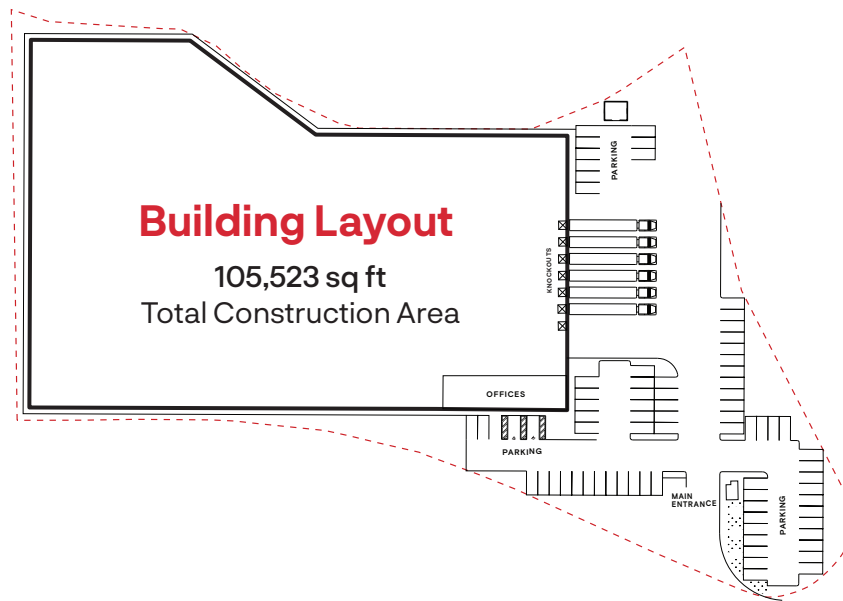 PARKING
Building Layout
105,523 sq ft
Total Construction Area
KNOCKOUTS
OFFICES
PARKING
MAIN
ENTRANCE
PARKING